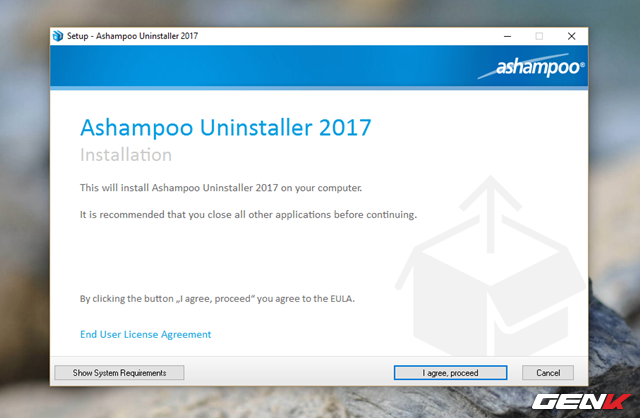 Setup - Ashampoo Uninstaller 2017
ashampoo®
Ashampoo Uninstaller 2017
Installation
This will install Ashampoo Uninstaller 2017 on your computer.
It is recommended that you close all other applications before continuing.
By clicking the button „I agree, proceed“ you agree to the EULA.
End User License Agreement
Show System Requirements
I agree, proceed
Cancel
GENK